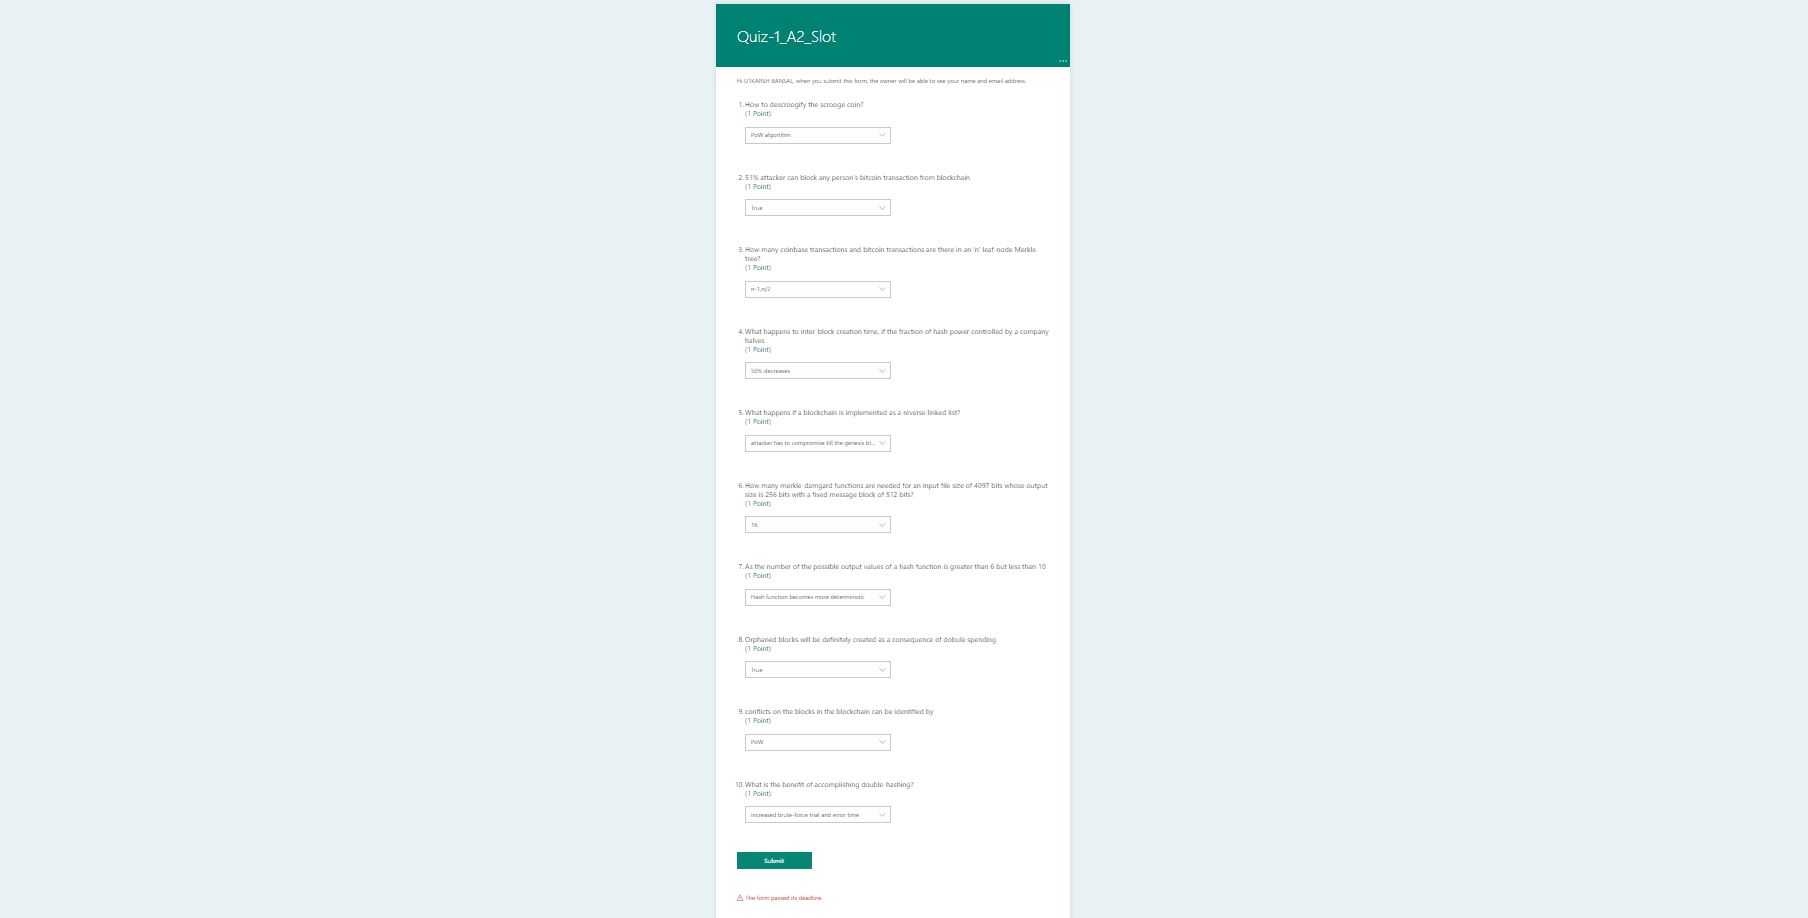 Quiz-1_A2_Slot
...
Hi UTKARSH BANSAL, when you submit this form, the owner will be able to see your name and email address.
1. How to descroogify the scrooge coin?
(1 Point)
PoW algortihm
2. 51% attacker can block any person's bitcoin transaction from blockchain
(1 Point)
True
3. How many coinbase transactions and bitcoin transactions are there in an 'n' leaf node Merkle
tree?
(1 Point)
n-1,n/2
4. What happens to inter-block creation time, if the fraction of hash power controlled by a company
halves
(1 Point)
50% decreases
5. What happens if a blockchain is implemented as a reverse linked list?
(1 Point)
attacker has to compromise till the genesis bl...
6. How many merkle-damgard functions are needed for an input file size of 4097 bits whose output
size is 256 bits with a fixed message block of 512 bits?
(1 Point)
16
7. As the number of the possible output values of a hash function is greater than 6 but less than 10
(1 Point)
Hash function becomes more deterministic
8. Orphaned blocks will be definitely created as a consequence of dobule spending
(1 Point)
True
9. conflicts on the blocks in the blockchain can be identified by
(1 Point)
PoW
10. What is the benefit of accomplishing double-hashing?
(1 Point)
increased brute-force trial and error time
Submit
The form passed its deadline